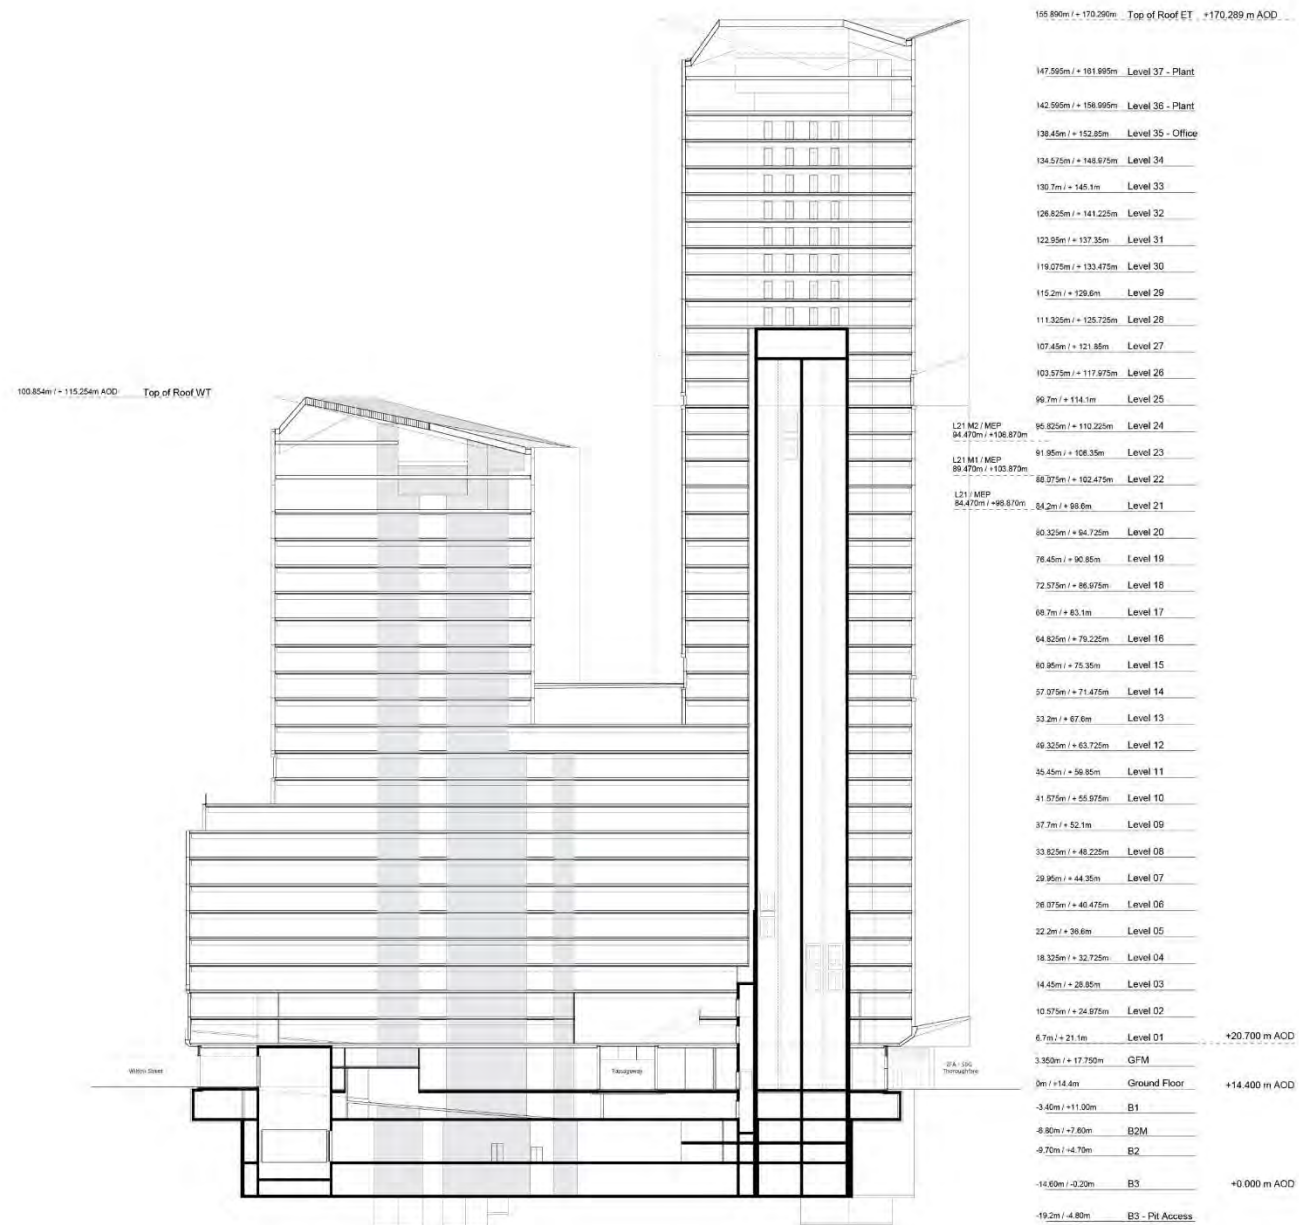 155.890m / + 170.290m Top of Roof ET +170.289 m AOD
147.595m / + 161.995m Level 37 - Plant
142.595m / + 156.995m Level 36 - Plant
138.45m / + 152.85m Level 35 - Office
134.575m / + 148.975m Level 34
130.7m / + 145.1m Level 33
126.825m / + 141.225m Level 32
122.95m / + 137.35m Level 31
119.075m / + 133.475m Level 30
115.2m / + 129.6m Level 29
111.325m / + 125.725m Level 28
107.45m / + 121.85m Level 27
103.575m / + 117.975m Level 26
100.854m / + 115.254m AOD Top of Roof WT
99.7m / + 114.1m Level 25
L21 M2 / MEP
94.470m / +108.870m
95.825m / + 110.225m Level 24
L21 M1 / MEP
89.470m / +103.870m
91.95m / + 106.35m Level 23
88.075m / + 102.475m Level 22
L21 / MEP
84.470m / +98.870m
84.2m / + 98.6m Level 21
80.325m / + 94.725m Level 20
76.45m / + 90.85m Level 19
72.575m / + 86.975m Level 18
68.7m / + 83.1m Level 17
64.825m / + 79.225m Level 16
60.95m / + 75.35m Level 15
57.075m / + 71.475m Level 14
53.2m / + 67.6m Level 13
49.325m / + 63.725m Level 12
45.45m / + 59.85m Level 11
41.575m / + 55.975m Level 10
37.7m / + 52.1m Level 09
33.825m / + 48.225m Level 08
29.95m / + 44.35m Level 07
26.075m / + 40.475m Level 06
22.2m / + 36.6m Level 05
18.325m / + 32.725m Level 04
14.45m / + 28.85m Level 03
10.575m / + 24.975m Level 02
6.7m / + 21.1m Level 01 +20.700 m AOD
3.350m / + 17.750m GFM
Wilton Street
Passageway
Thoroughfare
0m / +14.4m Ground Floor +14.400 m AOD
-3.40m / +11.00m B1
-6.80m / +7.60m B2M
-9.70m / +4.70m B2
-14.60m / -0.20m B3 +0.000 m AOD
-19.2m / -4.80m B3 - Pit Access